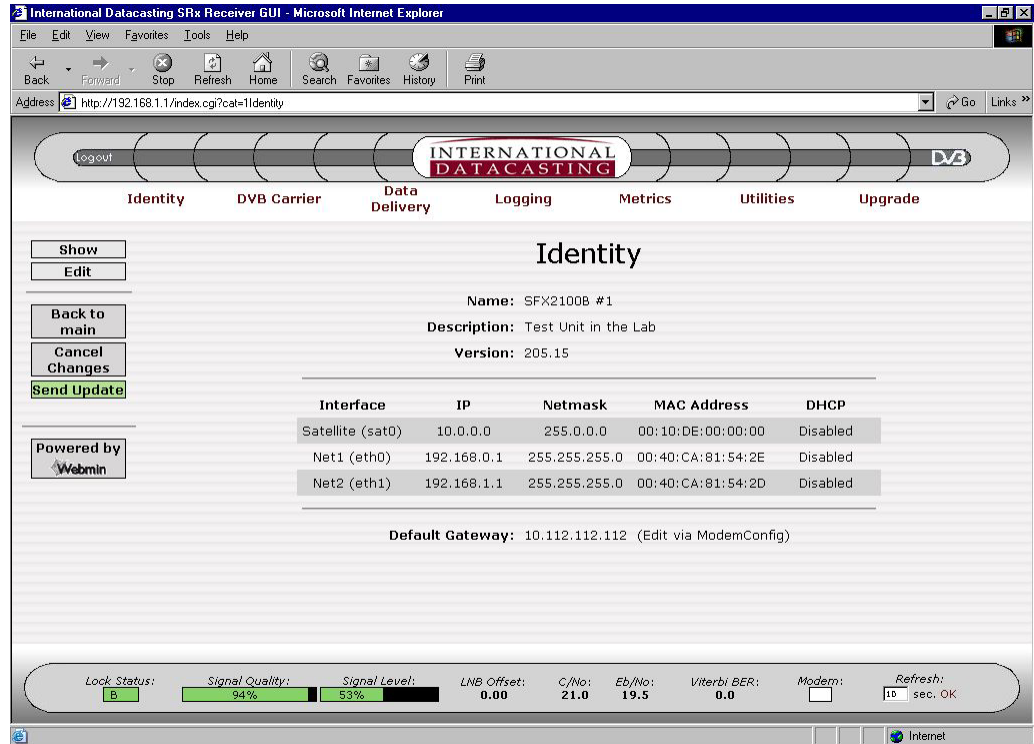 International Datacasting SRx Receiver GUI - Microsoft Internet Explorer
File Edit View Favorites Tools Help
Back Forward Stop Refresh Home Search Favorites History Print
Address http://192.168.1.1/index.cgi?cat=1Identity Go Links »
Logout INTERNATIONAL DATACASTING DVB
Identity DVB Carrier Data Delivery Logging Metrics Utilities Upgrade
Show
Edit
Back to main
Cancel Changes
Send Update
Powered by
Webmin
Identity
Name: SFX2100B #1
Description: Test Unit in the Lab
Version: 205.15
Interface IP Netmask MAC Address DHCP
Satellite (sat0) 10.0.0.0 255.0.0.0 00:10:DE:00:00:00 Disabled
Net1 (eth0) 192.168.0.1 255.255.255.0 00:40:CA:81:54:2E Disabled
Net2 (eth1) 192.168.1.1 255.255.255.0 00:40:CA:81:54:2D Disabled
Default Gateway: 10.112.112.112 (Edit via ModemConfig)
Lock Status: Signal Quality: Signal Level: LNB Offset: C/No: Eb/No: Viterbi BER: Modem: Refresh:
B 94% 53% 0.00 21.0 19.5 0.0 10 sec. OK
Internet